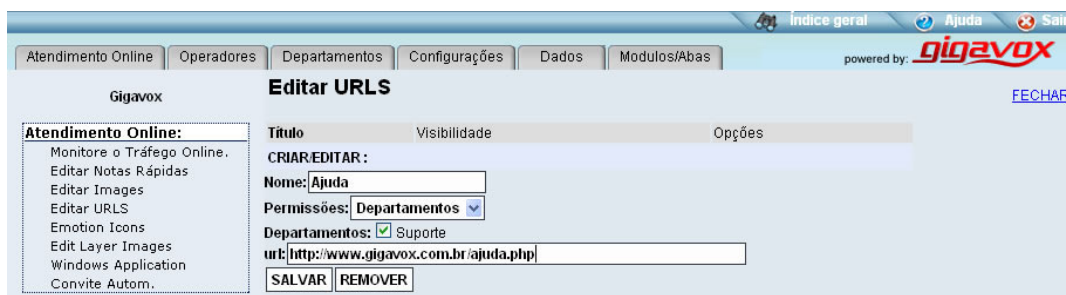 Índice geral Ajuda Sair
Atendimento Online Operadores Departamentos Configurações Dados Modulos/Abas powered by: gigavox
Gigavox
Editar URLS
FECHAR
Atendimento Online:
Monitore o Tráfego Online.
Editar Notas Rápidas
Editar Images
Editar URLS
Emotion Icons
Edit Layer Images
Windows Application
Convite Autom.
Título Visibilidade Opções
CRIAR/EDITAR :
Nome: Ajuda
Permissões: Departamentos
Departamentos: Suporte
url: http://www.gigavox.com.br/ajuda.php
SALVAR REMOVER